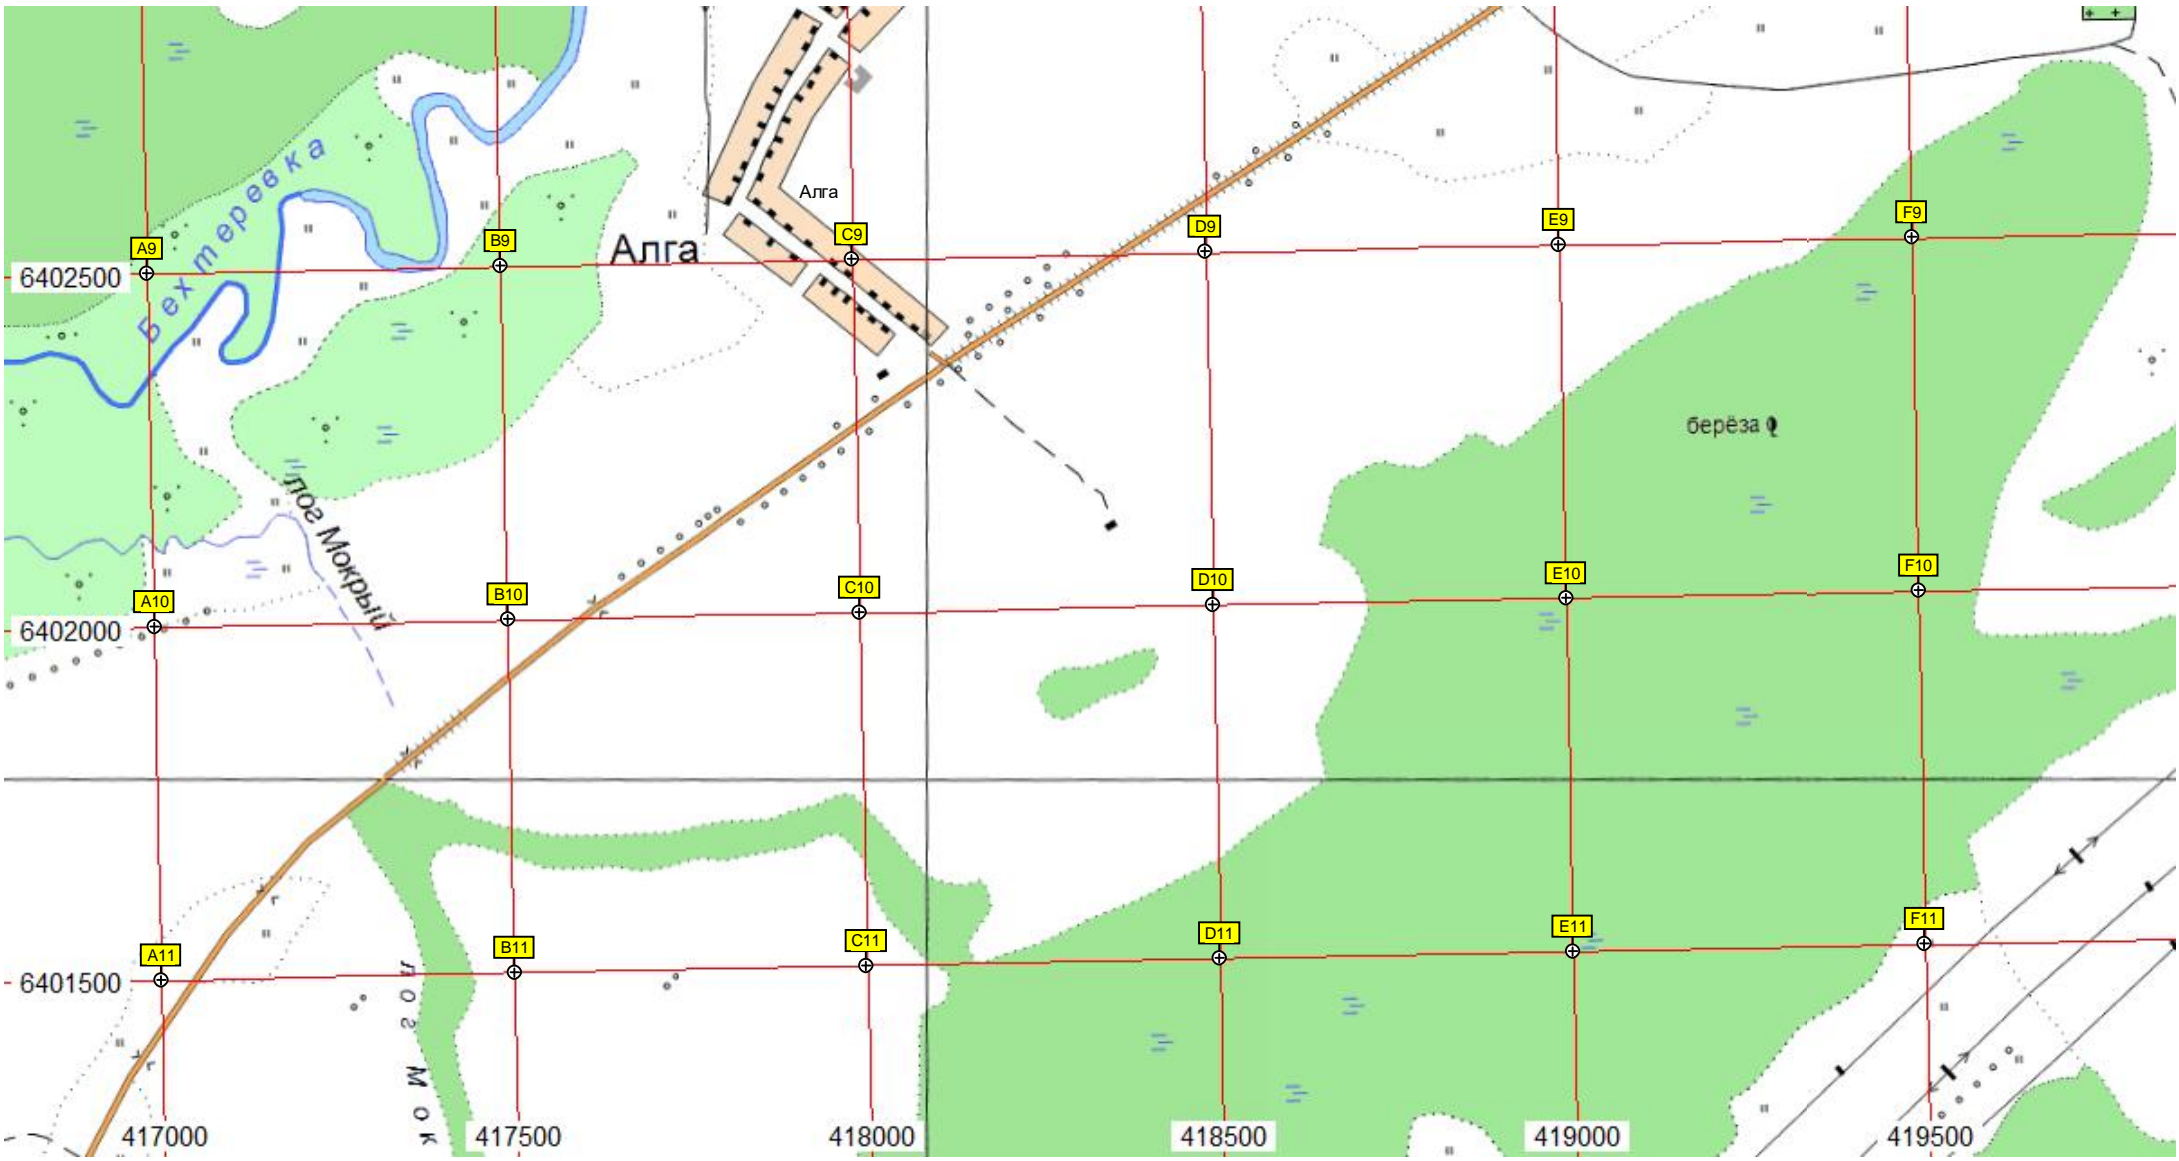 Бехтеревка
Алга
Алга
A9
B9
C9
D9
E9
F9
6402500
берёза
лог Мокрый
A10
B10
C10
D10
E10
F10
6402000
A11
B11
C11
D11
E11
F11
6401500
лог Мок
417000
417500
418000
418500
419000
419500